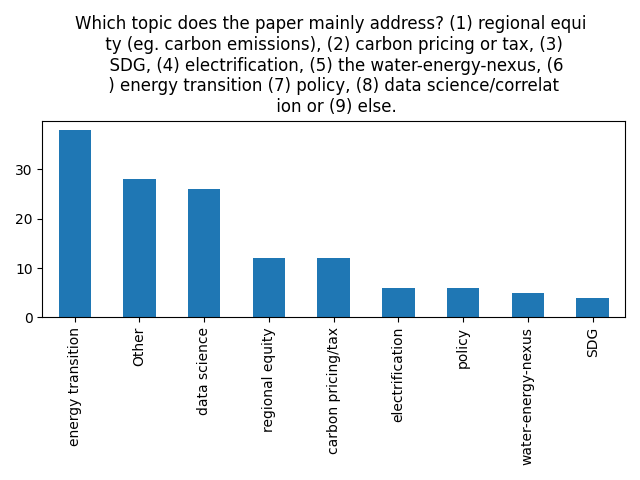 Which topic does the paper mainly address? (1) regional equi
ty (eg. carbon emissions), (2) carbon pricing or tax, (3)
SDG, (4) electrification, (5) the water-energy-nexus, (6
) energy transition (7) policy, (8) data science/correlat
ion or (9) else.
30
20
10
0
energy transition
Other
data science
regional equity
carbon pricing/tax
electrification
policy
water-energy-nexus
SDG